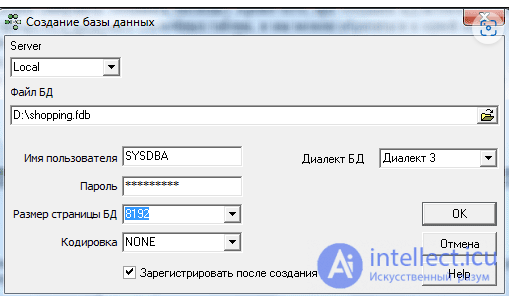 Создание базы данных
Server
Local
Файл БД
D:\shopping.fdb
Имя пользователя SYSDBA
Диалект БД Диалект 3
Пароль *********
Размер страницы БД 8192
OK
Кодировка NONE
Отмена
Зарегистрировать после создания
Help
intellect.icu
Искусственный разум